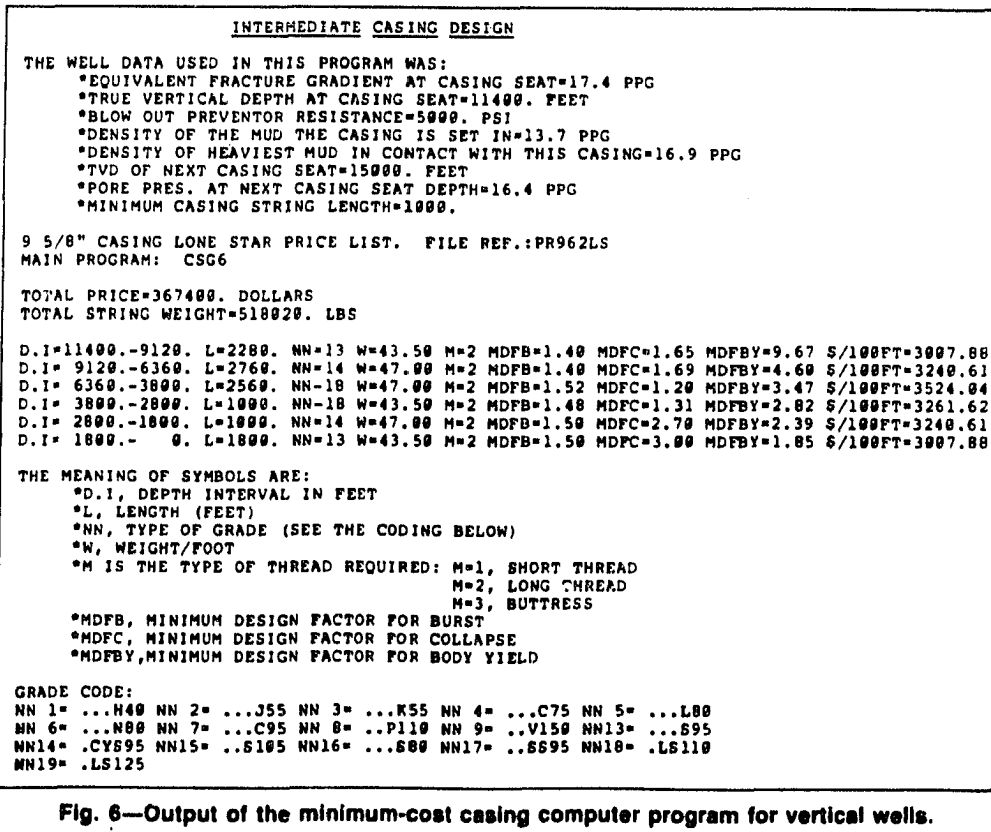 INTERMEDIATE CASING DESIGN
THE WELL DATA USED IN THIS PROGRAM WAS:
*EQUIVALENT FRACTURE GRADIENT AT CASING SEAT=17.4 PPG
*TRUE VERTICAL DEPTH AT CASING SEAT=11400. FEET
*BLOW OUT PREVENTOR RESISTANCE=5000. PSI
*DENSITY OF THE MUD THE CASING IS SET IN=13.7 PPG
*DENSITY OF HEAVIEST MUD IN CONTACT WITH THIS CASING=16.9 PPG
*TVD OF NEXT CASING SEAT=15000. FEET
*PORE PRES. AT NEXT CASING SEAT DEPTH=16.4 PPG
*MINIMUM CASING STRING LENGTH=1000.
9 5/8" CASING LONE STAR PRICE LIST. FILE REF.:PR962LS
MAIN PROGRAM: CSG6
TOTAL PRICE=367400. DOLLARS
TOTAL STRING WEIGHT=518020. LBS
D.I=11400.-9120. L=2280. NN=13 W=43.50 M=2 MDFB=1.40 MDFC=1.65 MDFBY=9.67 $/100FT=3007.88
D.I= 9120.-6360. L=2760. NN=14 W=47.00 M=2 MDFB=1.40 MDFC=1.69 MDFBY=4.60 $/100FT=3240.61
D.I= 6360.-3800. L=2560. NN-18 W=47.00 M=2 MDFB=1.52 MDFC=1.20 MDFBY=3.47 $/100FT=3524.04
D.I= 3800.-2800. L=1000. NN-18 W=43.50 M=2 MDFB=1.48 MDFC=1.31 MDFBY=2.82 $/100FT=3261.62
D.I= 2800.-1800. L=1000. NN=14 W=47.00 M=2 MDFB=1.50 MDFC=2.70 MDFBY=2.39 $/100FT=3240.61
D.I= 1800.- 0. L=1800. NN=13 W=43.50 M=2 MDFB=1.50 MDFC=3.00 MDFBY=1.85 $/100FT=3007.88
THE MEANING OF SYMBOLS ARE:
*D.I, DEPTH INTERVAL IN FEET
*L, LENGTH (FEET)
*NN, TYPE OF GRADE (SEE THE CODING BELOW)
*W, WEIGHT/FOOT
*M IS THE TYPE OF THREAD REQUIRED: M=1, SHORT THREAD
M=2, LONG THREAD
M=3, BUTTRESS
*MDFB, MINIMUM DESIGN FACTOR FOR BURST
*MDFC, MINIMUM DESIGN FACTOR FOR COLLAPSE
*MDFBY,MINIMUM DESIGN FACTOR FOR BODY YIELD
GRADE CODE:
NN 1= ...H40 NN 2= ...J55 NN 3= ...K55 NN 4= ...C75 NN 5= ...L80
NN 6= ...N80 NN 7= ...C95 NN 8= ..P110 NN 9= ..V150 NN13= ...S95
NN14= .CYS95 NN15= ..S105 NN16= ...S80 NN17= ..SS95 NN18= .LS110
NN19= .LS125
Fig. 6—Output of the minimum-cost casing computer program for vertical wells.